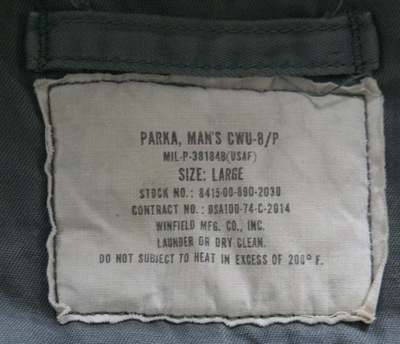 PARKA, MAN'S CWU-8/P
MIL-P-38184B(USAF)
SIZE: LARGE
STOCK NO.: 8415-00-890-2030
CONTRACT NO.: DSA100-74-C-2014
WINFIELD MFG. CO., INC.
LAUNDER OR DRY CLEAN.
DO NOT SUBJECT TO HEAT IN EXCESS OF 200° F.